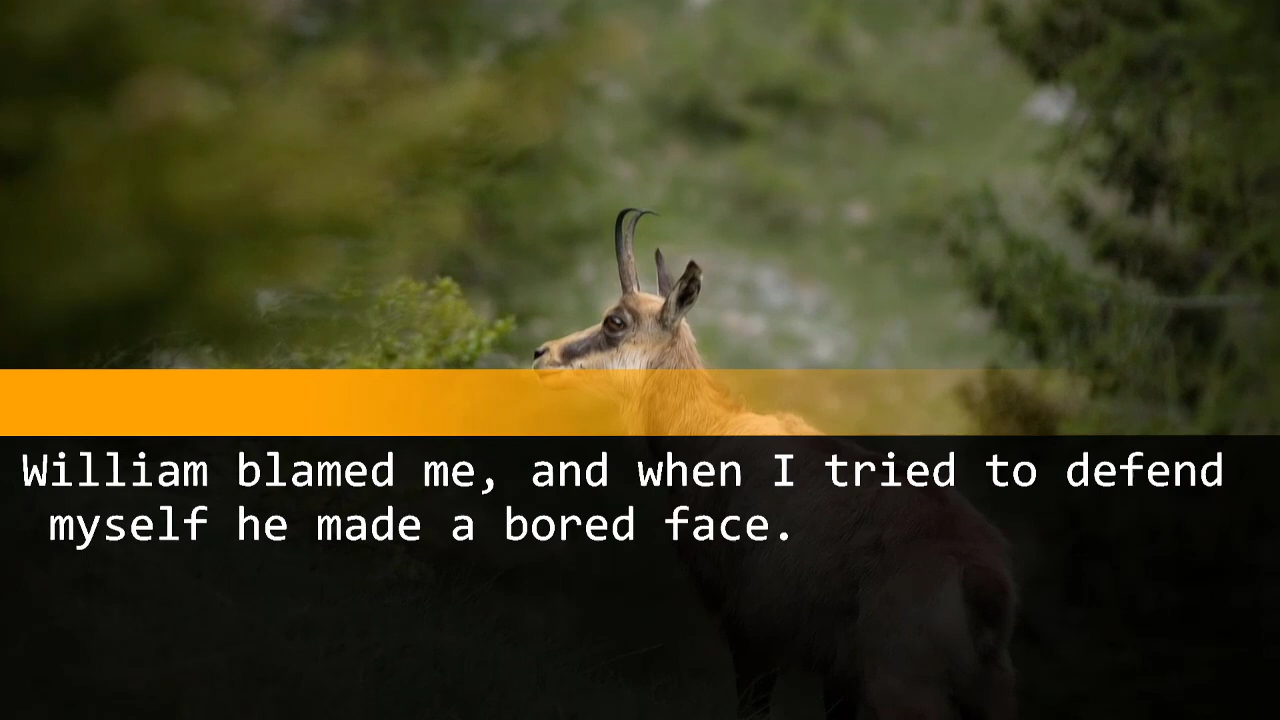 William blamed me, and when I tried to defend
myself he made a bored face.